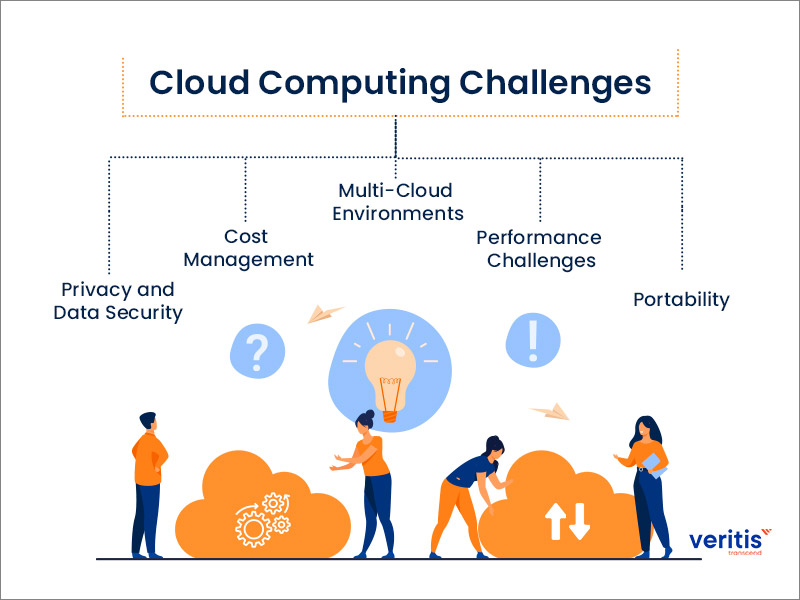 Cloud Computing Challenges
Multi-Cloud
Environments
Cost
Management
Performance
Challenges
Privacy and
Data Security
Portability
?
!
veritis
transcend